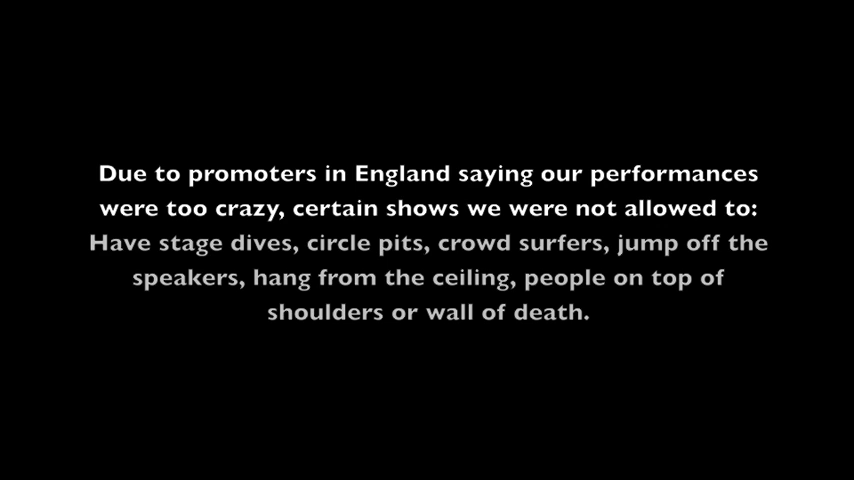 Due to promoters in England saying our performances
were too crazy, certain shows we were not allowed to:
Have stage dives, circle pits, crowd surfers, jump off the
speakers, hang from the ceiling, people on top of
shoulders or wall of death.